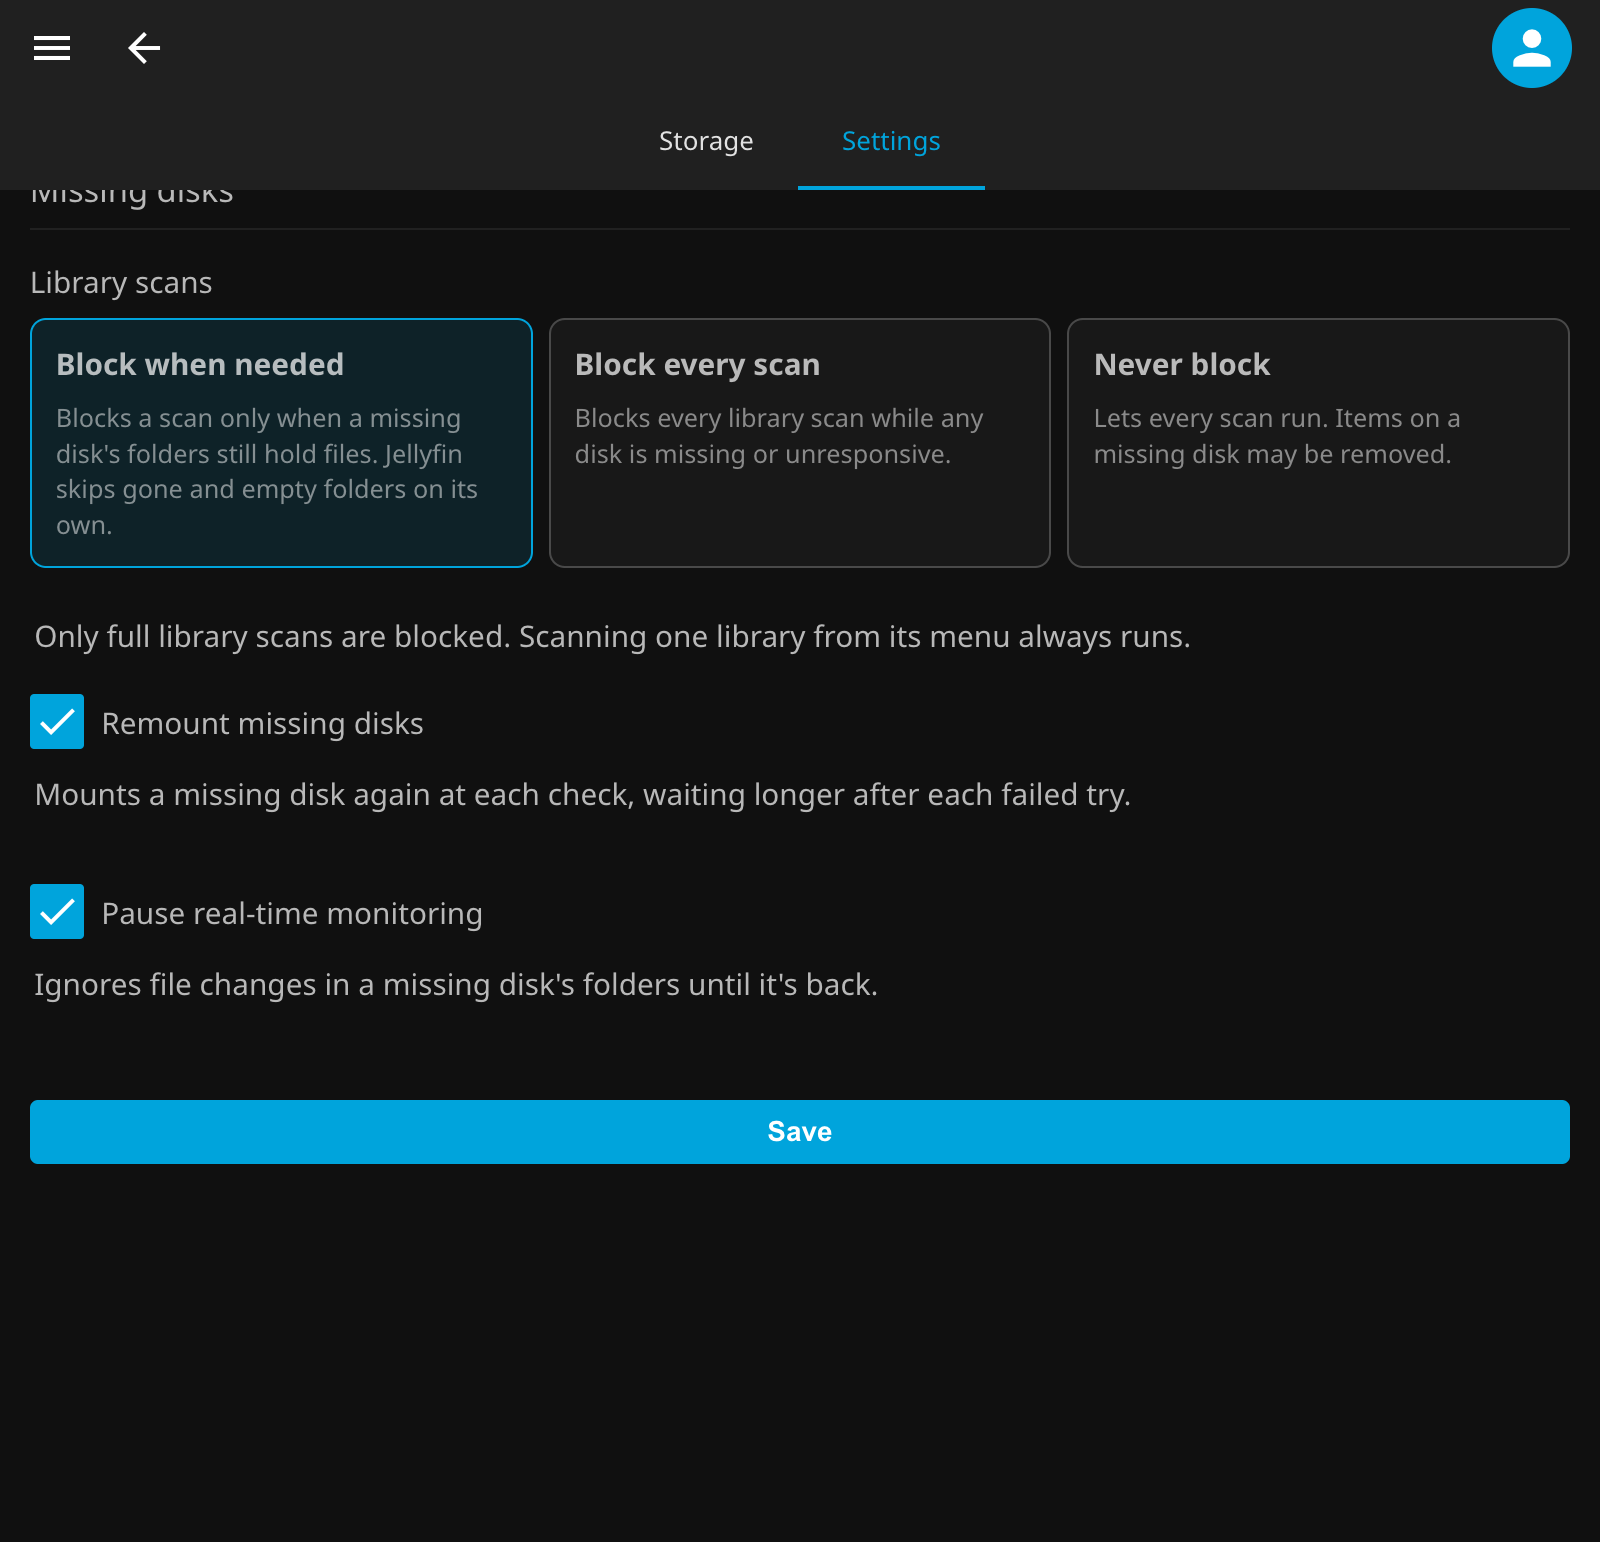 Storage
Settings
Missing disks
Library scans
Block when needed
Blocks a scan only when a missing
disk's folders still hold files. Jellyfin
skips gone and empty folders on its
own.
Block every scan
Blocks every library scan while any
disk is missing or unresponsive.
Never block
Lets every scan run. Items on a
missing disk may be removed.
Only full library scans are blocked. Scanning one library from its menu always runs.
Remount missing disks
Mounts a missing disk again at each check, waiting longer after each failed try.
Pause real-time monitoring
Ignores file changes in a missing disk's folders until it's back.
Save